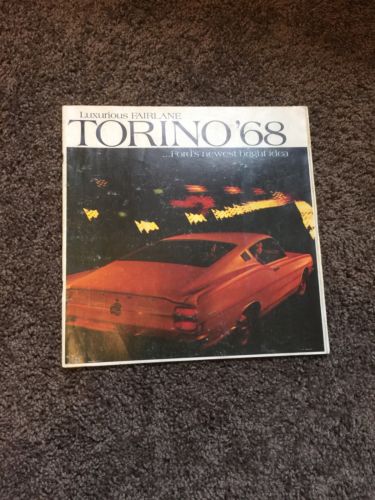 Luxurious FAIRLANE
TORINO '68
...Ford's newest bright idea